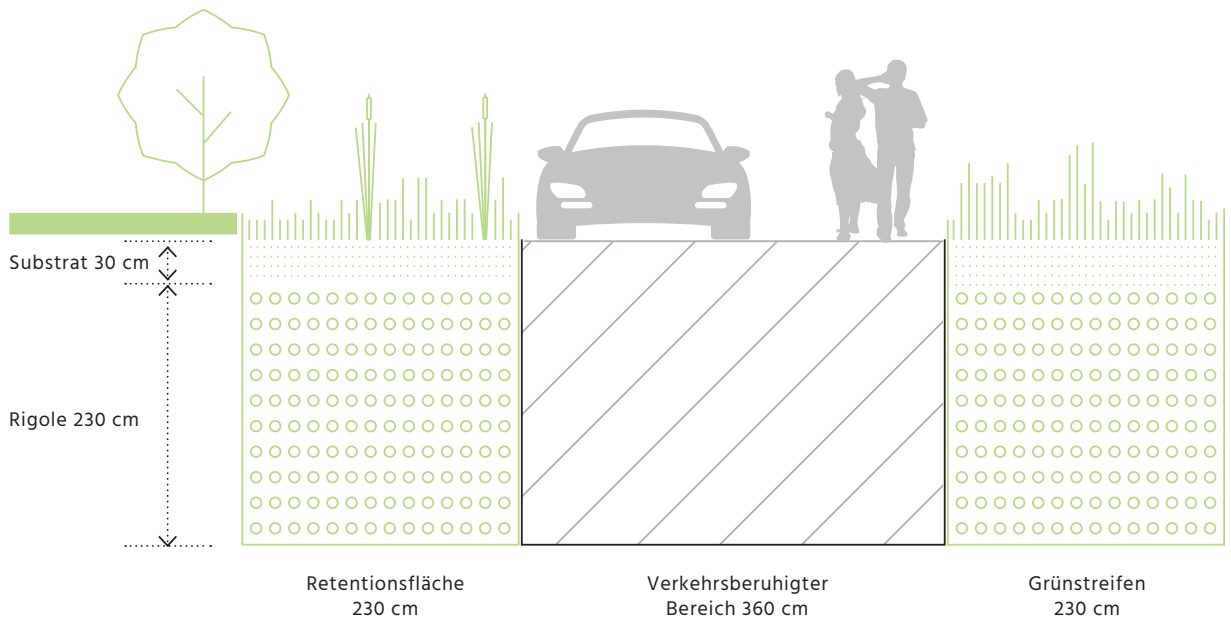 Substrat 30 cm
Rigole 230 cm
Retentionsfläche
230 cm
Verkehrsberuhigter
Bereich 360 cm
Grünstreifen
230 cm